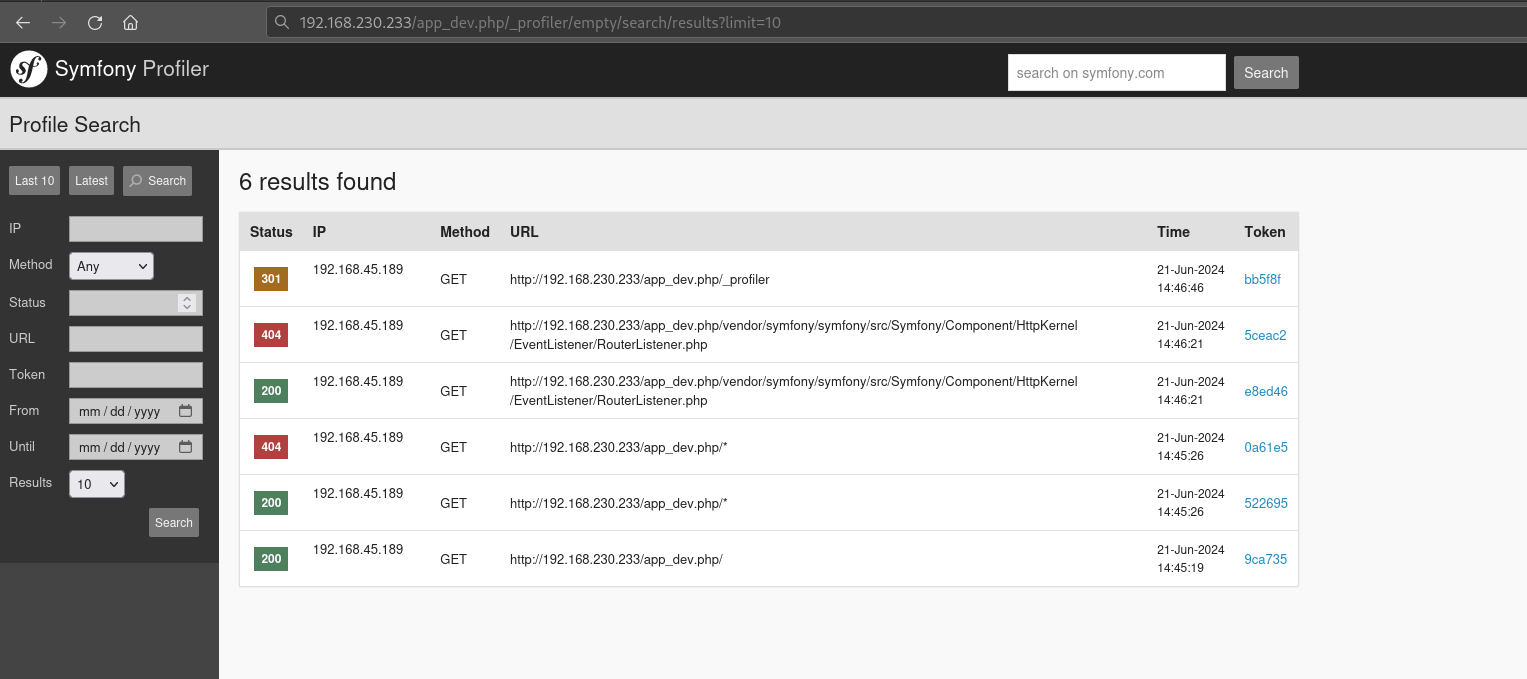 192.168.230.233/app_dev.php/_profiler/empty/search/results?limit=10
sf Symfony Profiler
search on symfony.com Search
Profile Search
Last 10 Latest Search
IP
Method Any
Status
URL
Token
From mm / dd / yyyy
Until mm / dd / yyyy
Results 10
Search
6 results found
Status IP Method URL Time Token
301 192.168.45.189 GET http://192.168.230.233/app_dev.php/_profiler 21-Jun-2024 bb5f8f
14:46:46
404 192.168.45.189 GET http://192.168.230.233/app_dev.php/vendor/symfony/symfony/src/Symfony/Component/HttpKernel 21-Jun-2024 5ceac2
/EventListener/RouterListener.php 14:46:21
200 192.168.45.189 GET http://192.168.230.233/app_dev.php/vendor/symfony/symfony/src/Symfony/Component/HttpKernel 21-Jun-2024 e8ed46
/EventListener/RouterListener.php 14:46:21
404 192.168.45.189 GET http://192.168.230.233/app_dev.php/* 21-Jun-2024 0a61e5
14:45:26
200 192.168.45.189 GET http://192.168.230.233/app_dev.php/* 21-Jun-2024 522695
14:45:26
200 192.168.45.189 GET http://192.168.230.233/app_dev.php/ 21-Jun-2024 9ca735
14:45:19